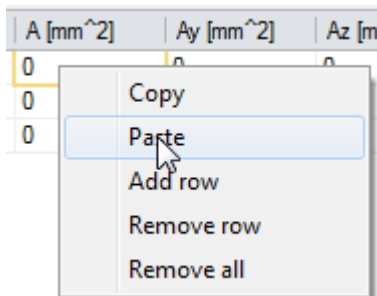 A [mm^2] Ay [mm^2] Az [m
0 0 0
0 Copy
0 Paste
Add row
Remove row
Remove all